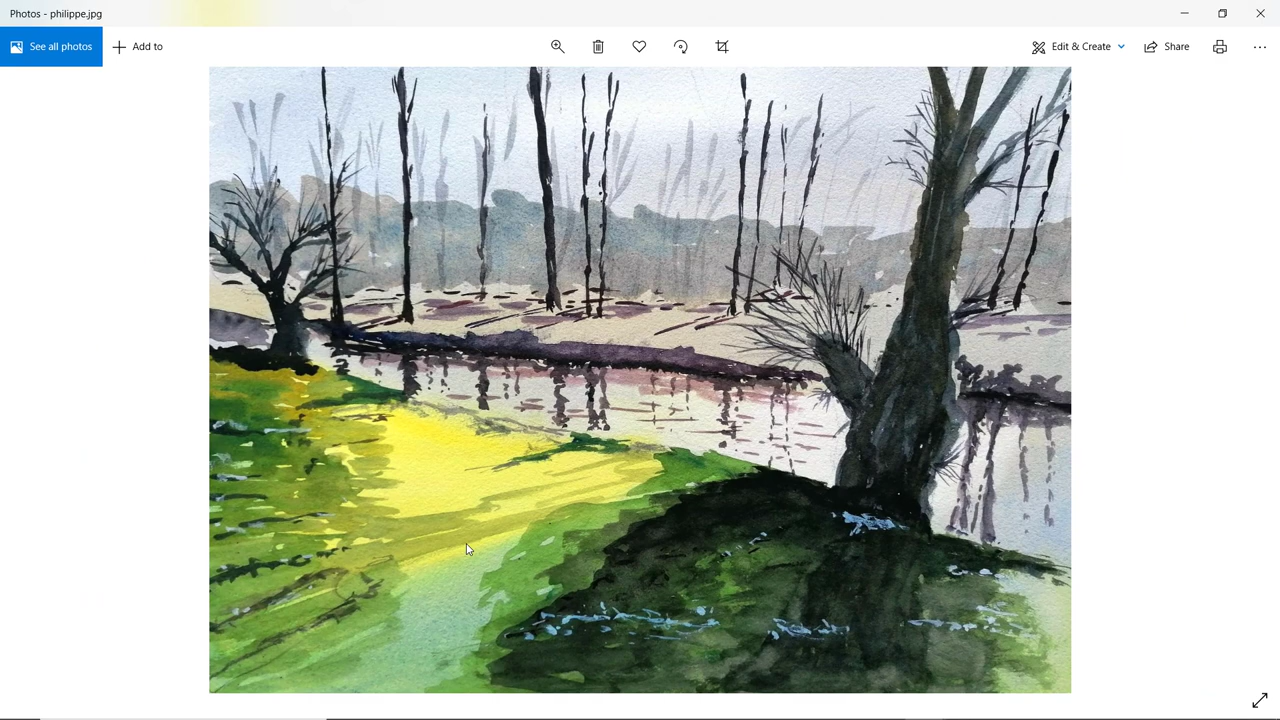 Photos - philippe.jpg
See all photos
Add to
Edit & Create
Share